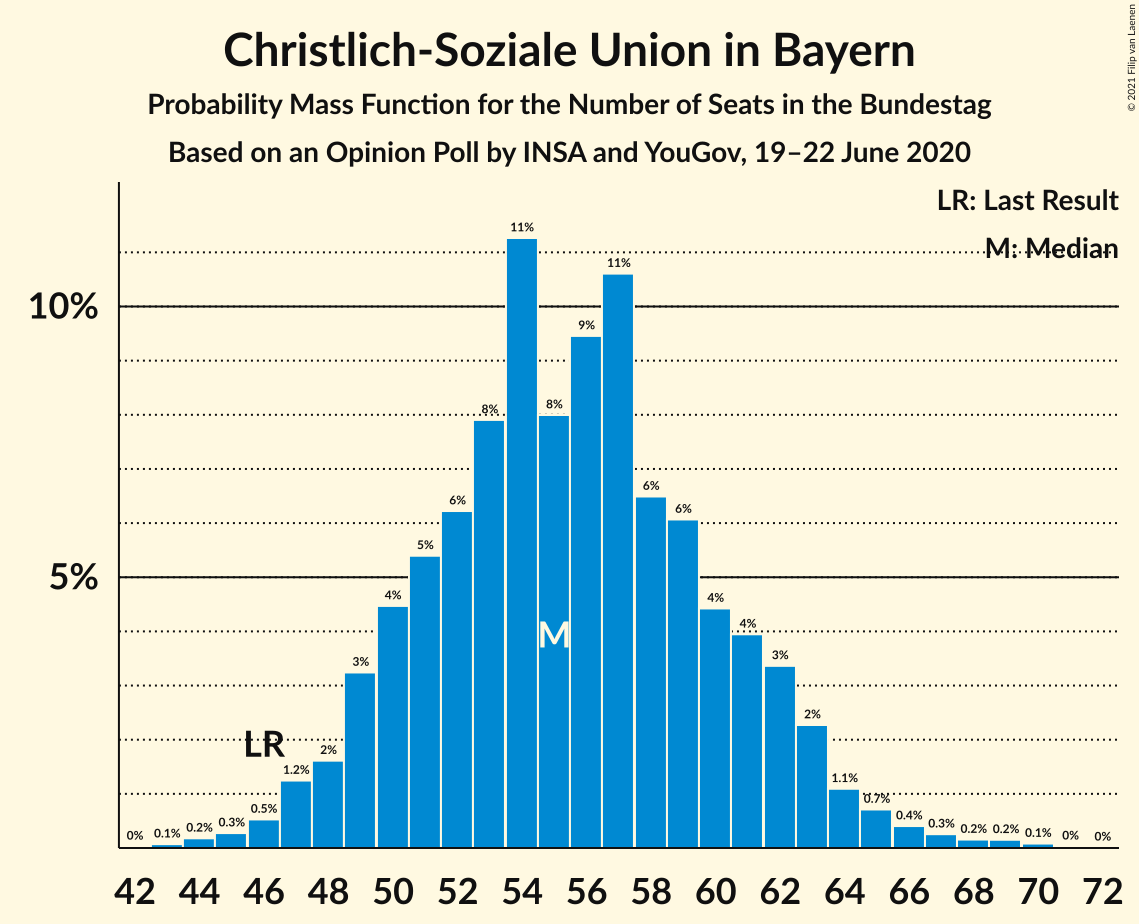 Christlich-Soziale Union in Bayern
Probability Mass Function for the Number of Seats in the Bundestag
Based on an Opinion Poll by INSA and YouGov, 19–22 June 2020
© 2021 Filip van Laenen
LR: Last Result
M: Median
10%
5%
0% 0.1% 0.2% 0.3% 0.5% 1.2% 2% 3% 4% 5% 6% 8% 11% 8% 9% 11% 6% 6% 4% 4% 3% 2% 1.1% 0.7% 0.4% 0.3% 0.2% 0.2% 0.1% 0% 0%
LR
M
42 44 46 48 50 52 54 56 58 60 62 64 66 68 70 72